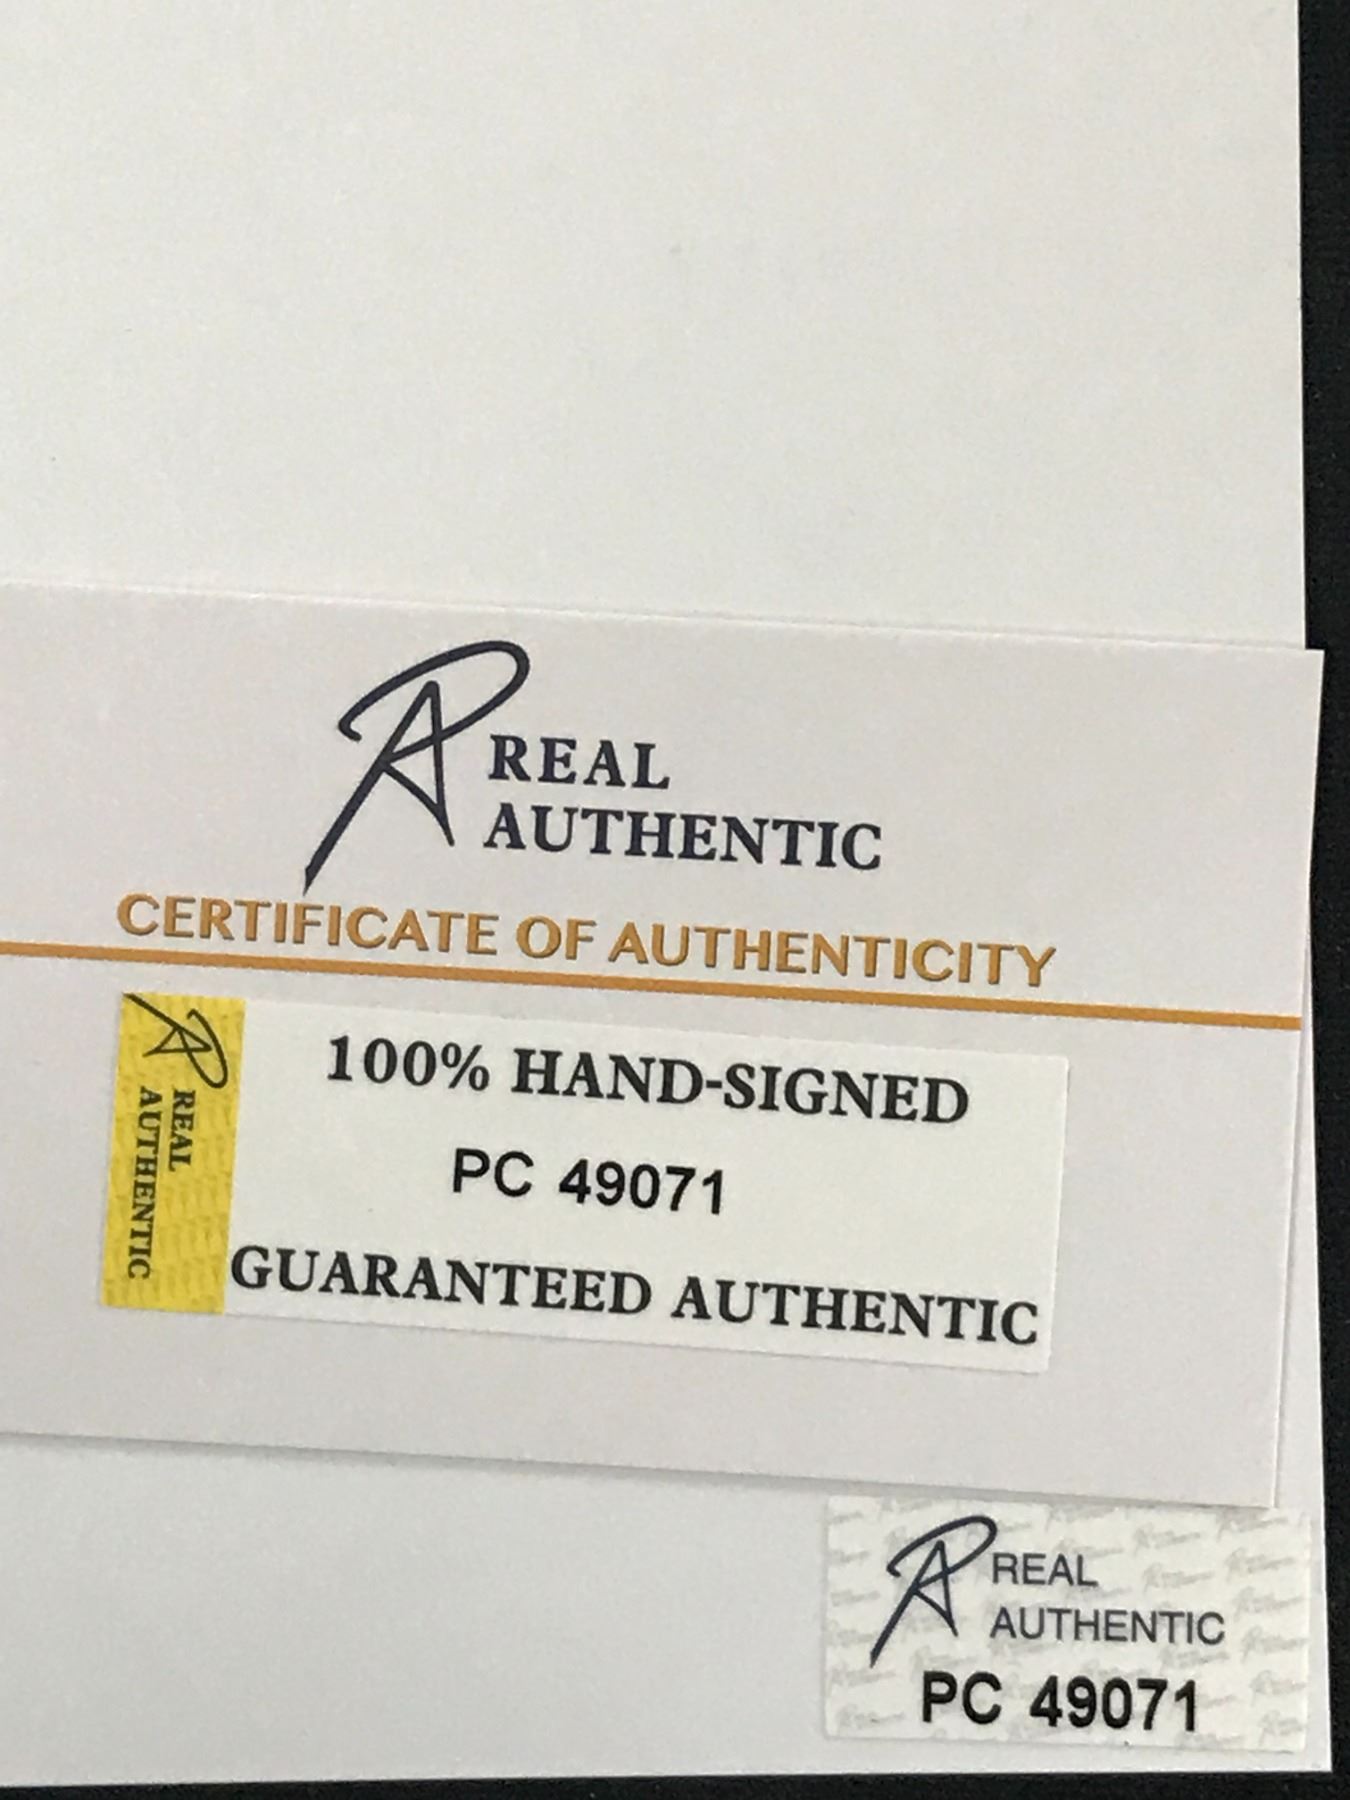 REAL
AUTHENTIC
CERTIFICATE OF AUTHENTICITY
REAL
AUTHENTIC
100% HAND-SIGNED
PC 49071
GUARANTEED AUTHENTIC
REAL
AUTHENTIC
PC 49071